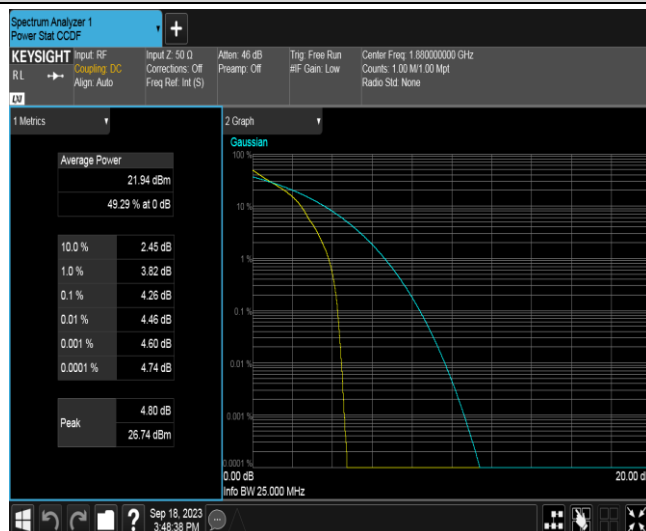 Spectrum Analyzer 1
Power Stat CCDF
KEYSIGHT
RL
LXI
Input: RF
Coupling: DC
Align: Auto
Input Z: 50 Ω
Corrections: Off
Freq Ref: Int (S)
Atten: 46 dB
Preamp: Off
Trig: Free Run
#IF Gain: Low
Center Freq: 1.880000000 GHz
Counts: 1.00 M/1.00 Mpt
Radio Std: None
1 Metrics
Average Power
21.94 dBm
49.29 % at 0 dB
10.0 % 2.45 dB
1.0 % 3.82 dB
0.1 % 4.26 dB
0.01 % 4.46 dB
0.001 % 4.60 dB
0.0001 % 4.74 dB
Peak
4.80 dB
26.74 dBm
2 Graph
Gaussian
100 %
10 %
1 %
0.1 %
0.01 %
0.001 %
0.0001 %
0.00 dB
20.00 d
Info BW 25.000 MHz
Sep 18, 2023
3:48:38 PM